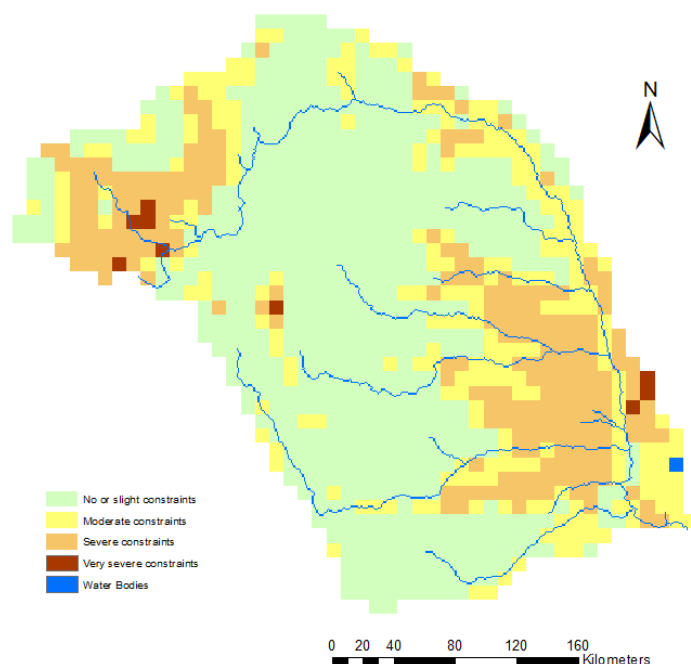 N
No or slight constraints
Moderate constraints
Severe constraints
Very severe constraints
Water Bodies
0 20 40 80 120 160
Kilometers